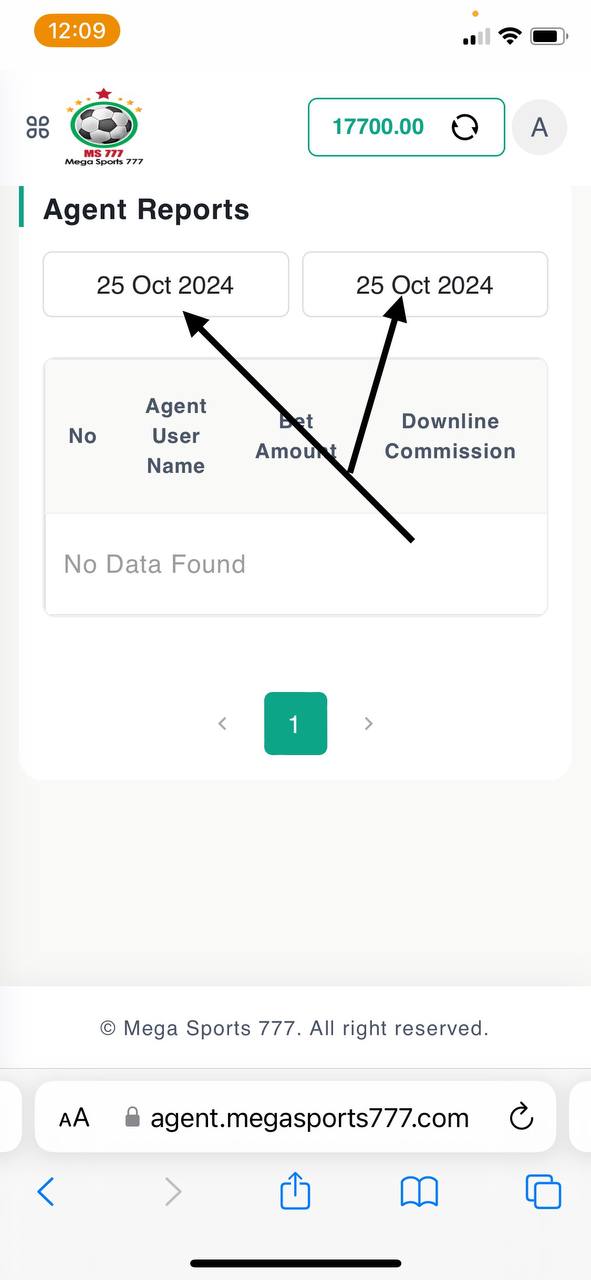 12:09
MS 777
Mega Sports 777
17700.00
A
Agent Reports
25 Oct 2024
25 Oct 2024
No
Agent
User
Name
Bet
Amount
Downline
Commission
No Data Found
1
© Mega Sports 777. All right reserved.
AA
agent.megasports777.com